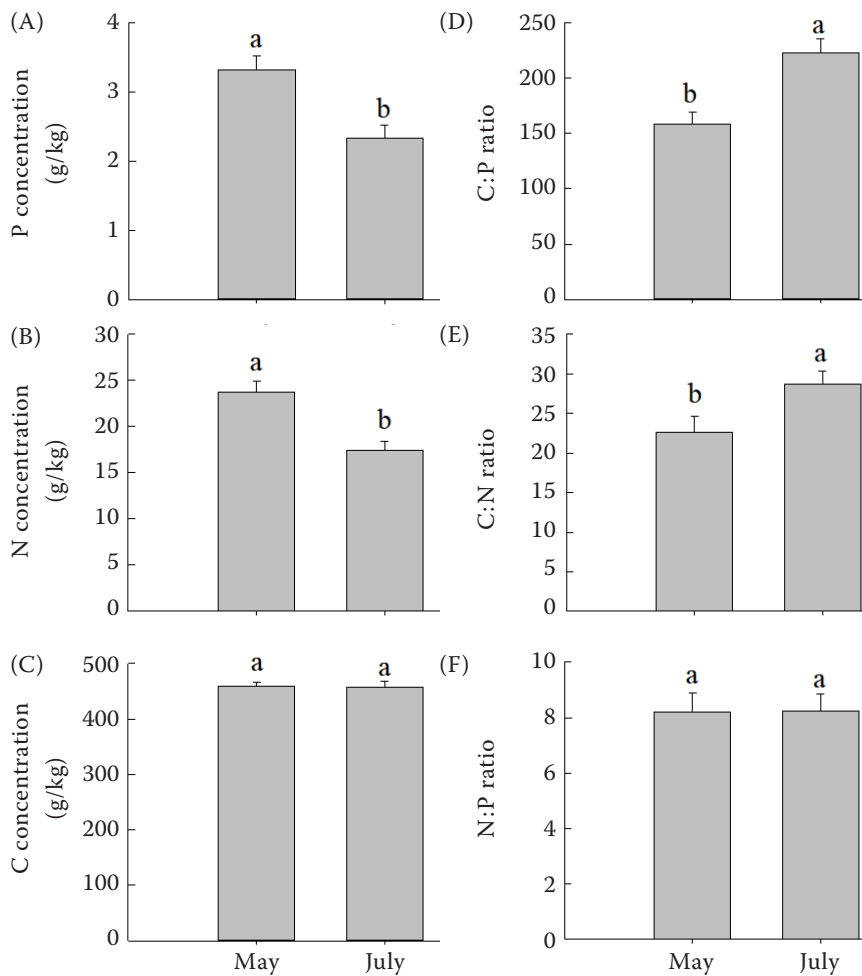 (A)
P concentration
(g/kg)
4
3
2
1
0
a
b
(D)
C:P ratio
250
200
150
100
50
0
b
a
(B)
N concentration
(g/kg)
30
25
20
15
10
5
0
a
b
(E)
C:N ratio
35
30
25
20
15
10
5
0
b
a
(C)
C concentration
(g/kg)
500
400
300
200
100
0
a
a
May
July
(F)
N:P ratio
10
8
6
4
2
0
a
a
May
July